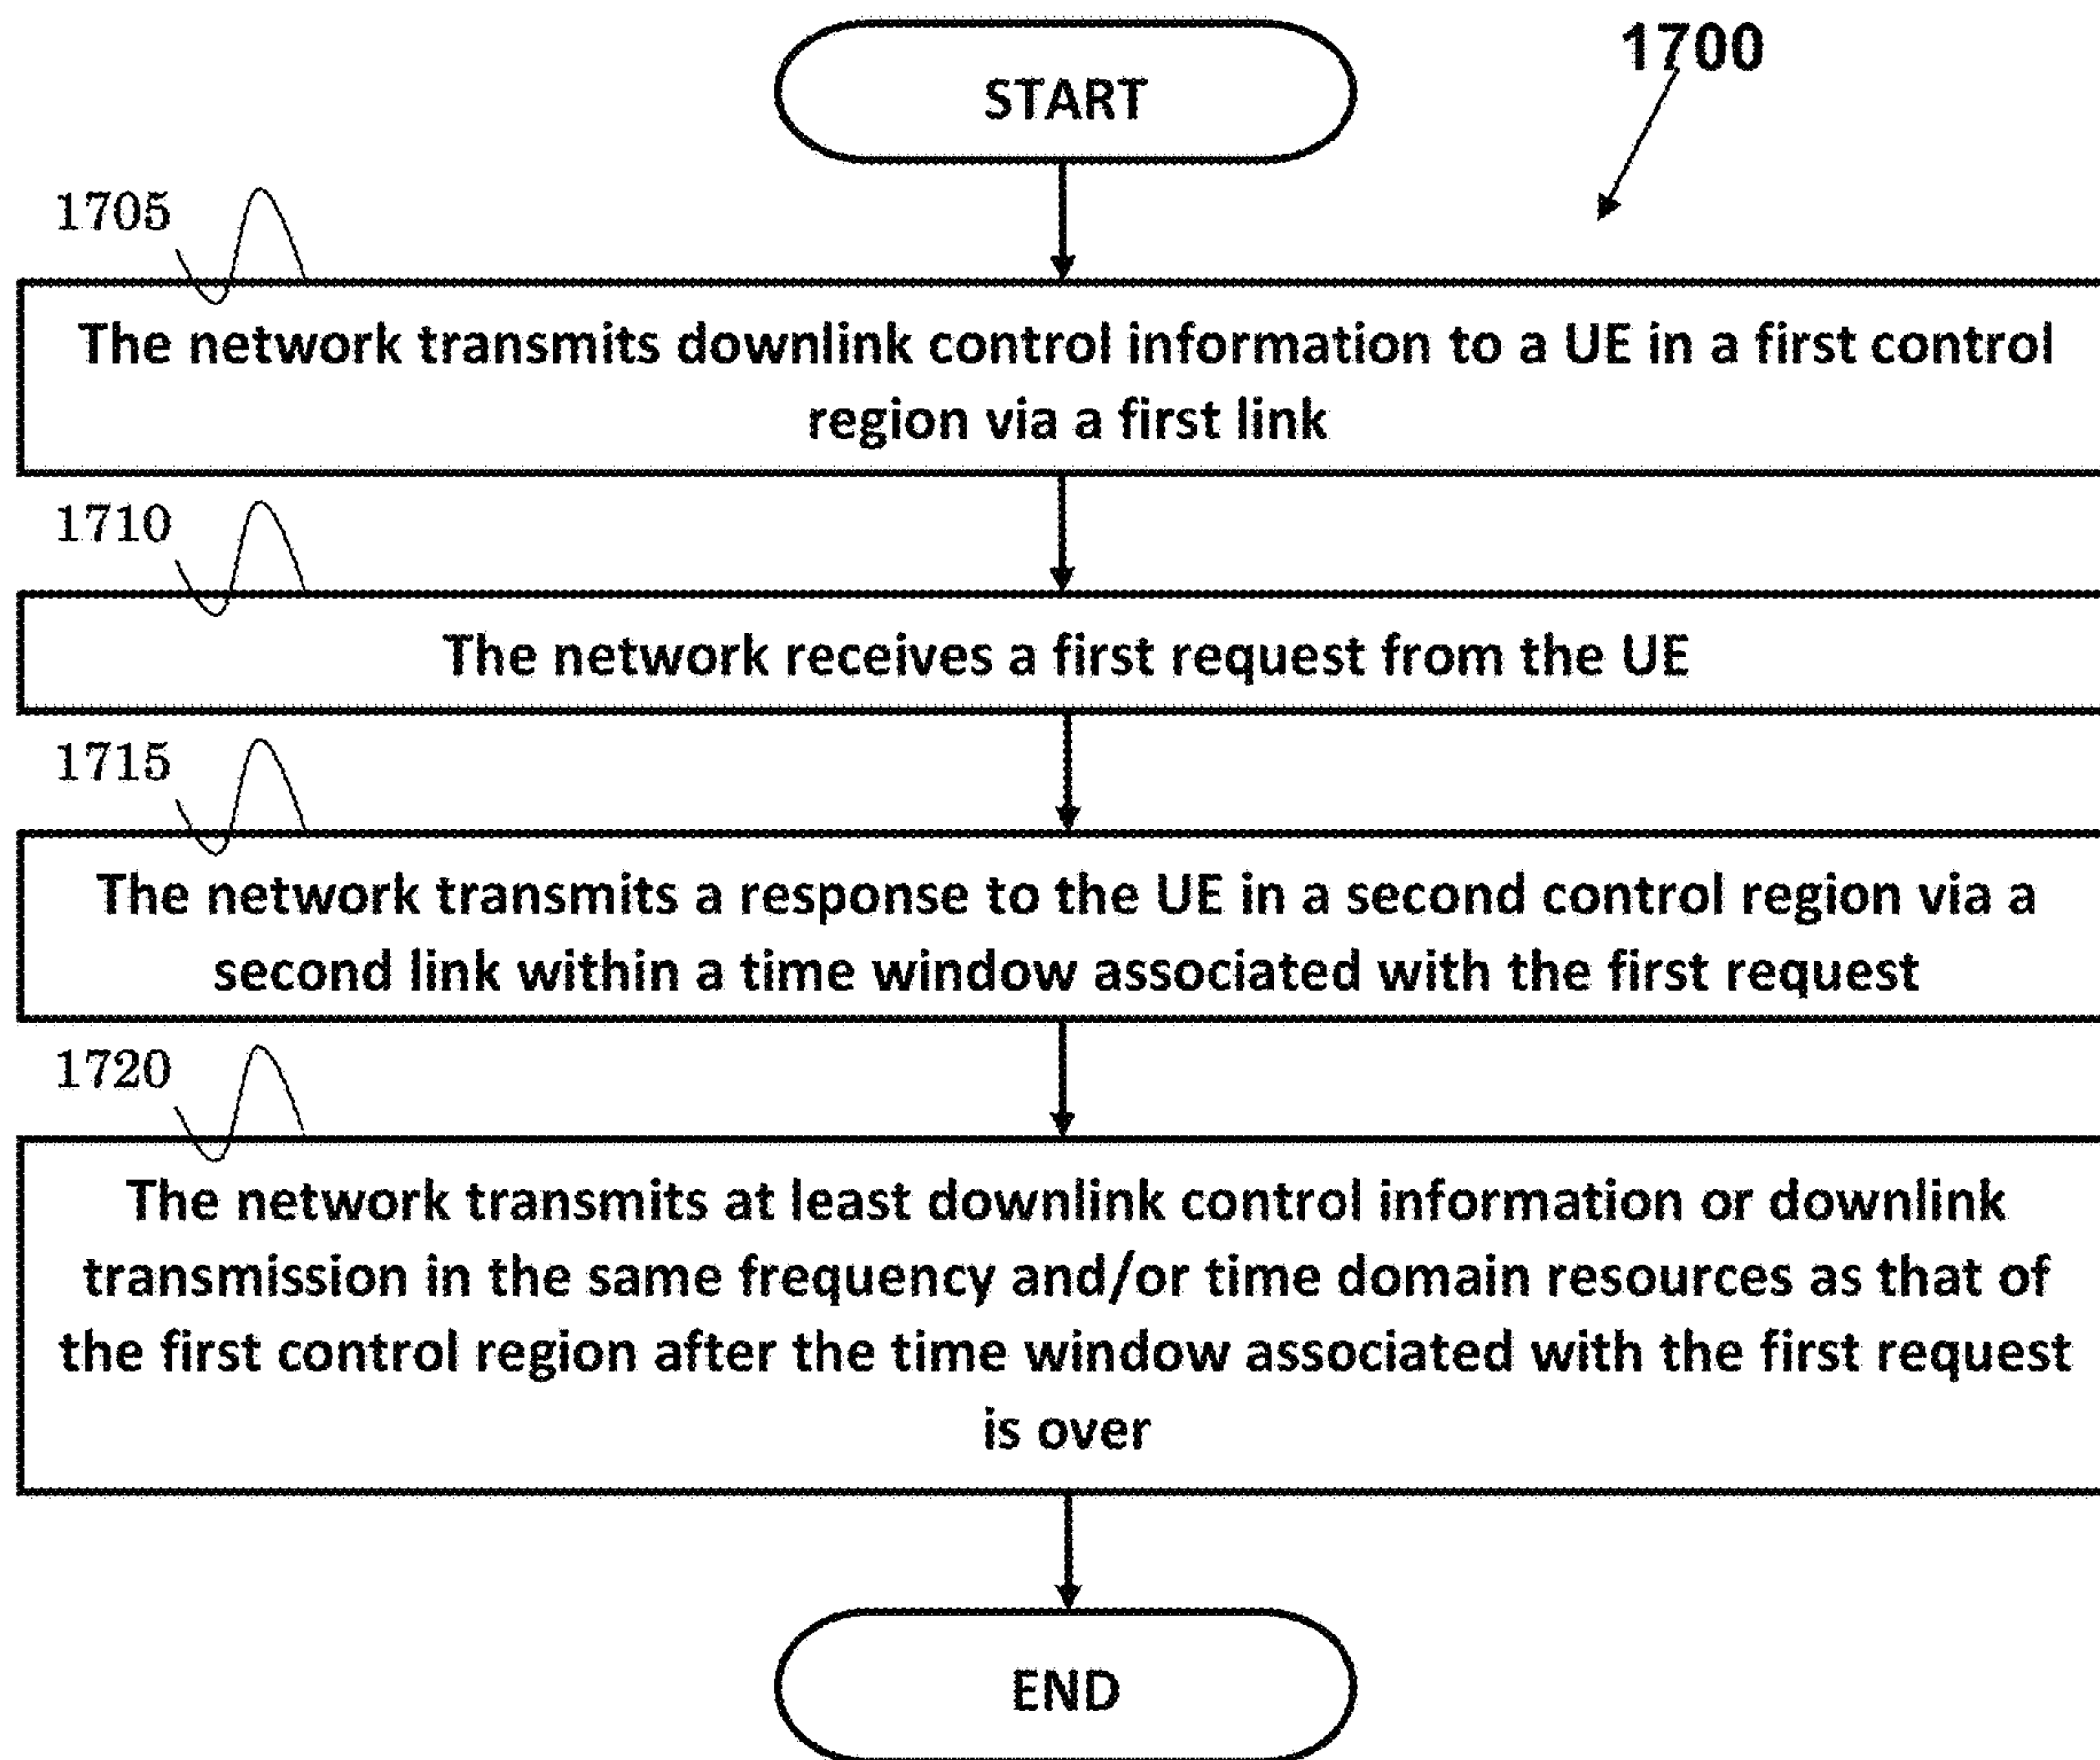 START
1700
1705
The network transmits downlink control information to a UE in a first control
region via a first link
1710
The network receives a first request from the UE
1715
The network transmits a response to the UE in a second control region via a
second link within a time window associated with the first request
1720
The network transmits at least downlink control information or downlink
transmission in the same frequency and/or time domain resources as that of
the first control region after the time window associated with the first request
is over
END